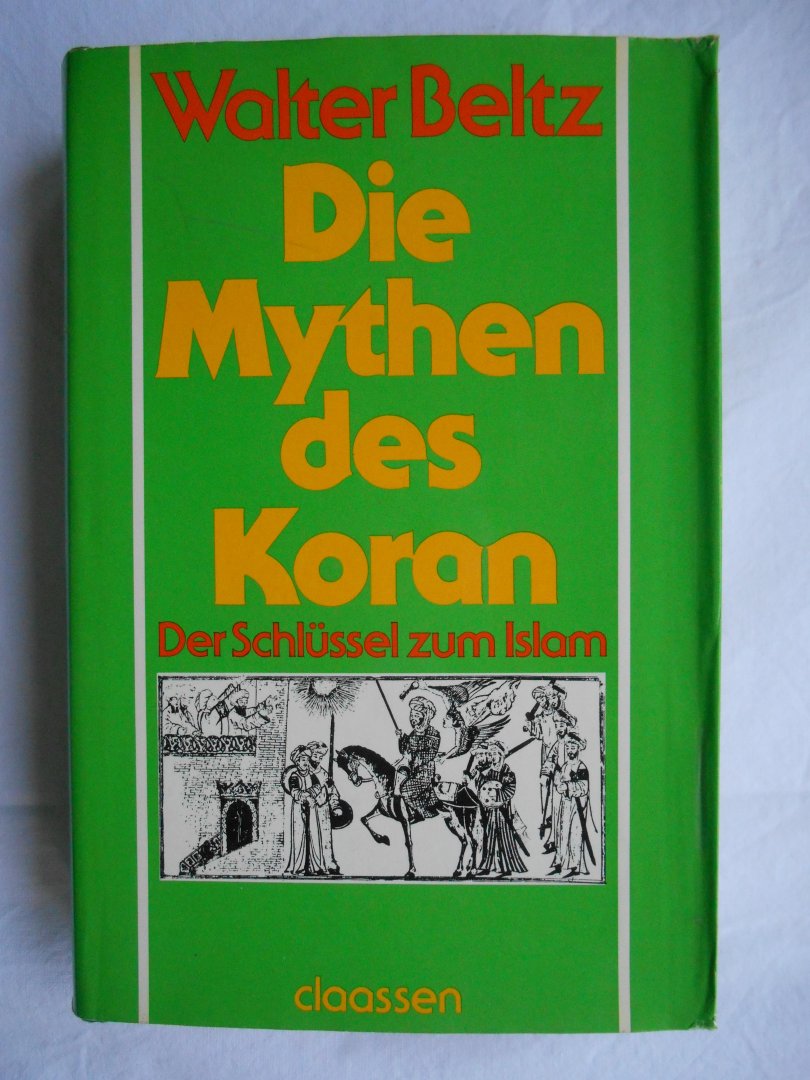 Walter Beltz
Die
Mythen
des
Koran
Der Schlüssel zum Islam
claassen